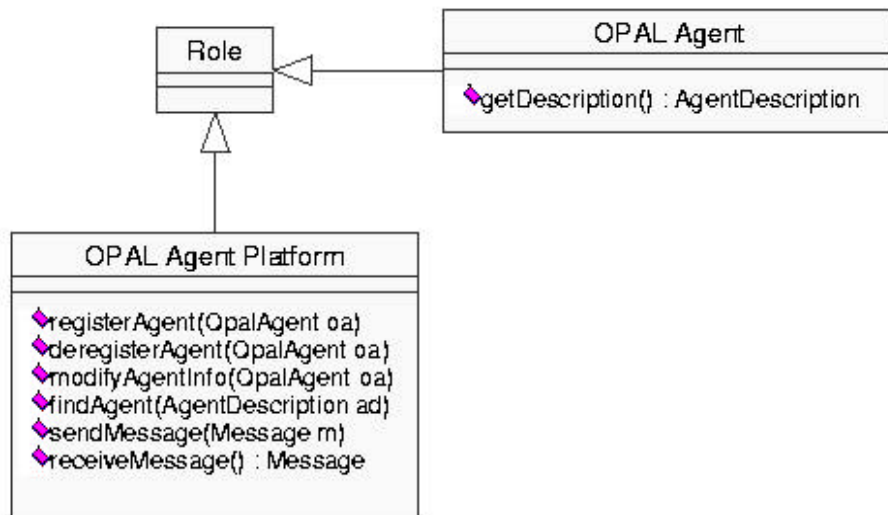 Role
OPAL Agent
getDescription() : AgentDescription
OPAL Agent Platform
registerAgent(OpalAgent oa)
deregisterAgent(OpalAgent oa)
modifyAgentInfo(OpalAgent oa)
findAgent(AgentDescription ad)
sendMessage(Message m)
receiveMessage() : Message